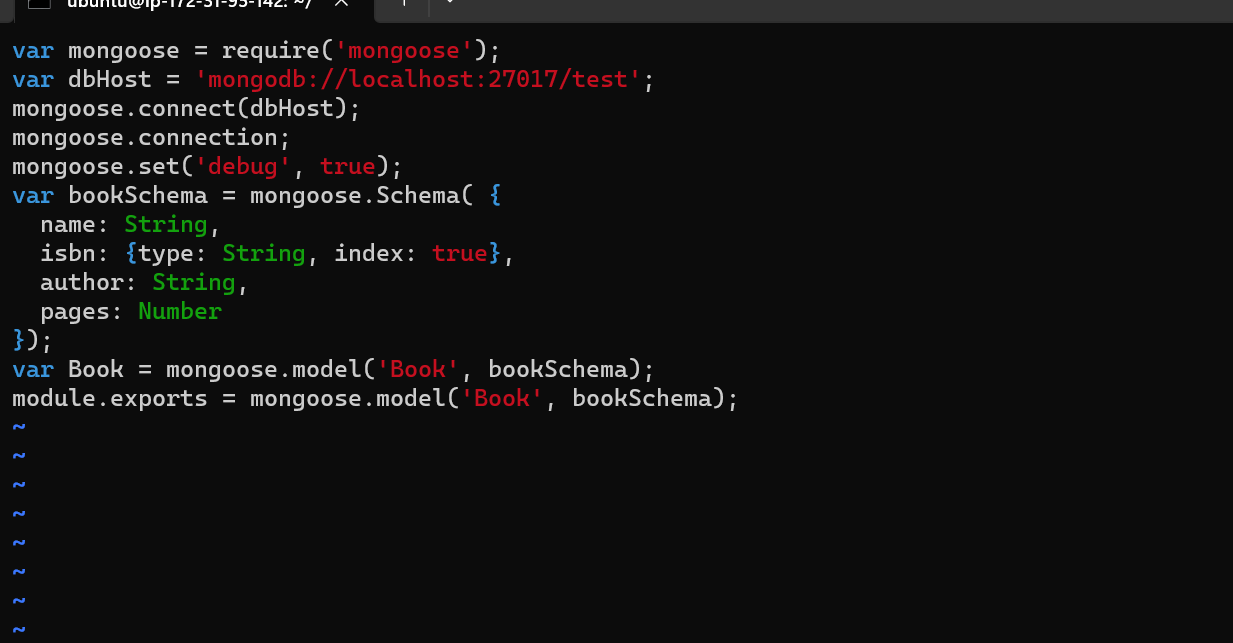 ubuntu@ip-172-31-95-142: ~/
var mongoose = require('mongoose');
var dbHost = 'mongodb://localhost:27017/test';
mongoose.connect(dbHost);
mongoose.connection;
mongoose.set('debug', true);
var bookSchema = mongoose.Schema( {
  name: String,
  isbn: {type: String, index: true},
  author: String,
  pages: Number
});
var Book = mongoose.model('Book', bookSchema);
module.exports = mongoose.model('Book', bookSchema);
~
~
~
~
~
~
~
~